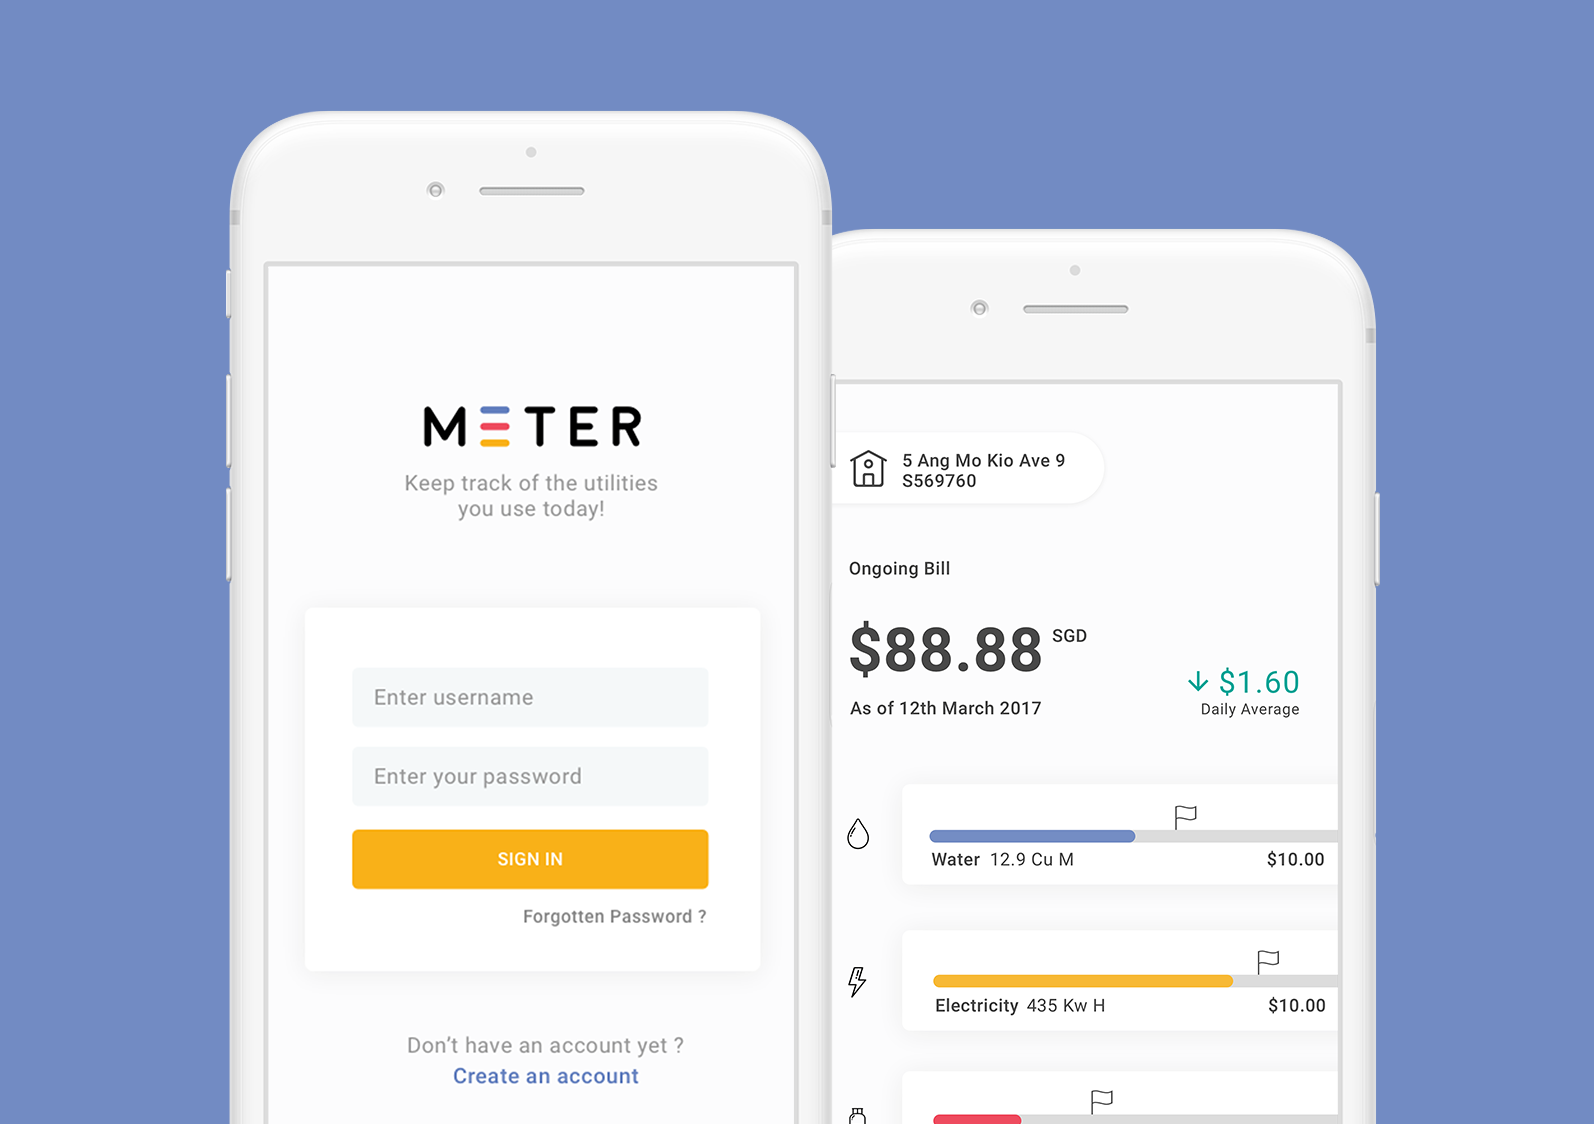 METER
Keep track of the utilities
you use today!
Enter username
Enter your password
SIGN IN
Forgotten Password ?
Don't have an account yet ?
Create an account
5 Ang Mo Kio Ave 9
S569760
Ongoing Bill
$88.88 SGD
As of 12th March 2017
↓ $1.60
Daily Average
Water 12.9 Cu M $10.00
Electricity 435 Kw H $10.00